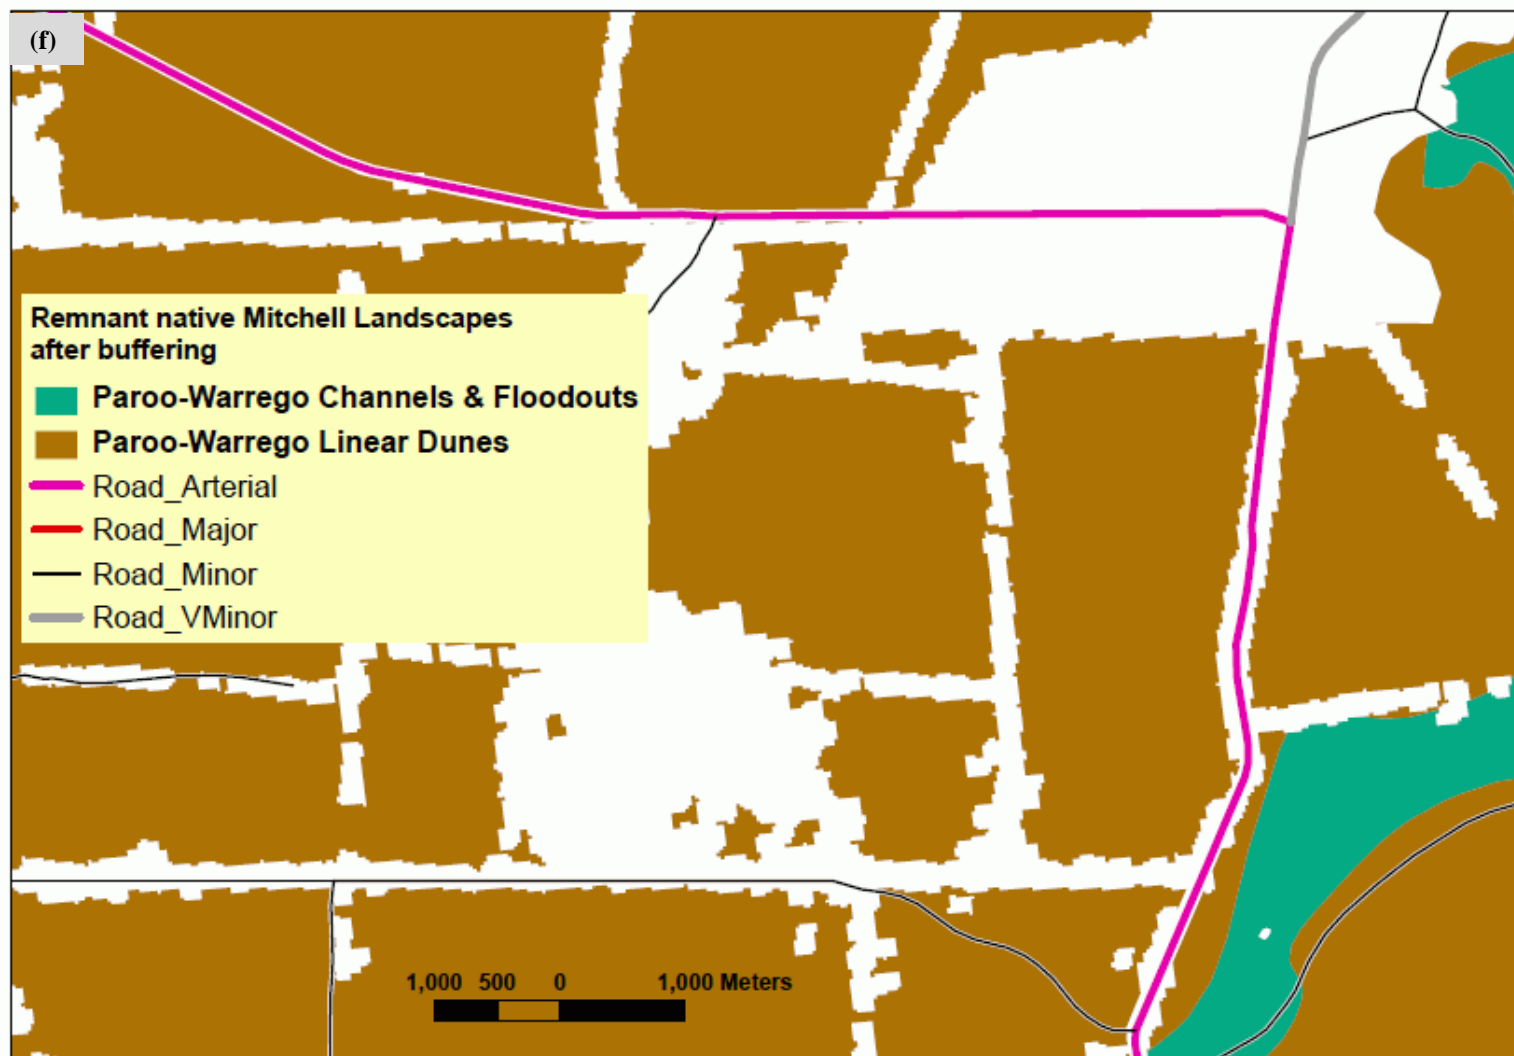 (f)
Remnant native Mitchell Landscapes
after buffering
Paroo-Warrego Channels & Floodouts
Paroo-Warrego Linear Dunes
Road_Arterial
Road_Major
Road_Minor
Road_VMinor
1,000 500 0 1,000 Meters